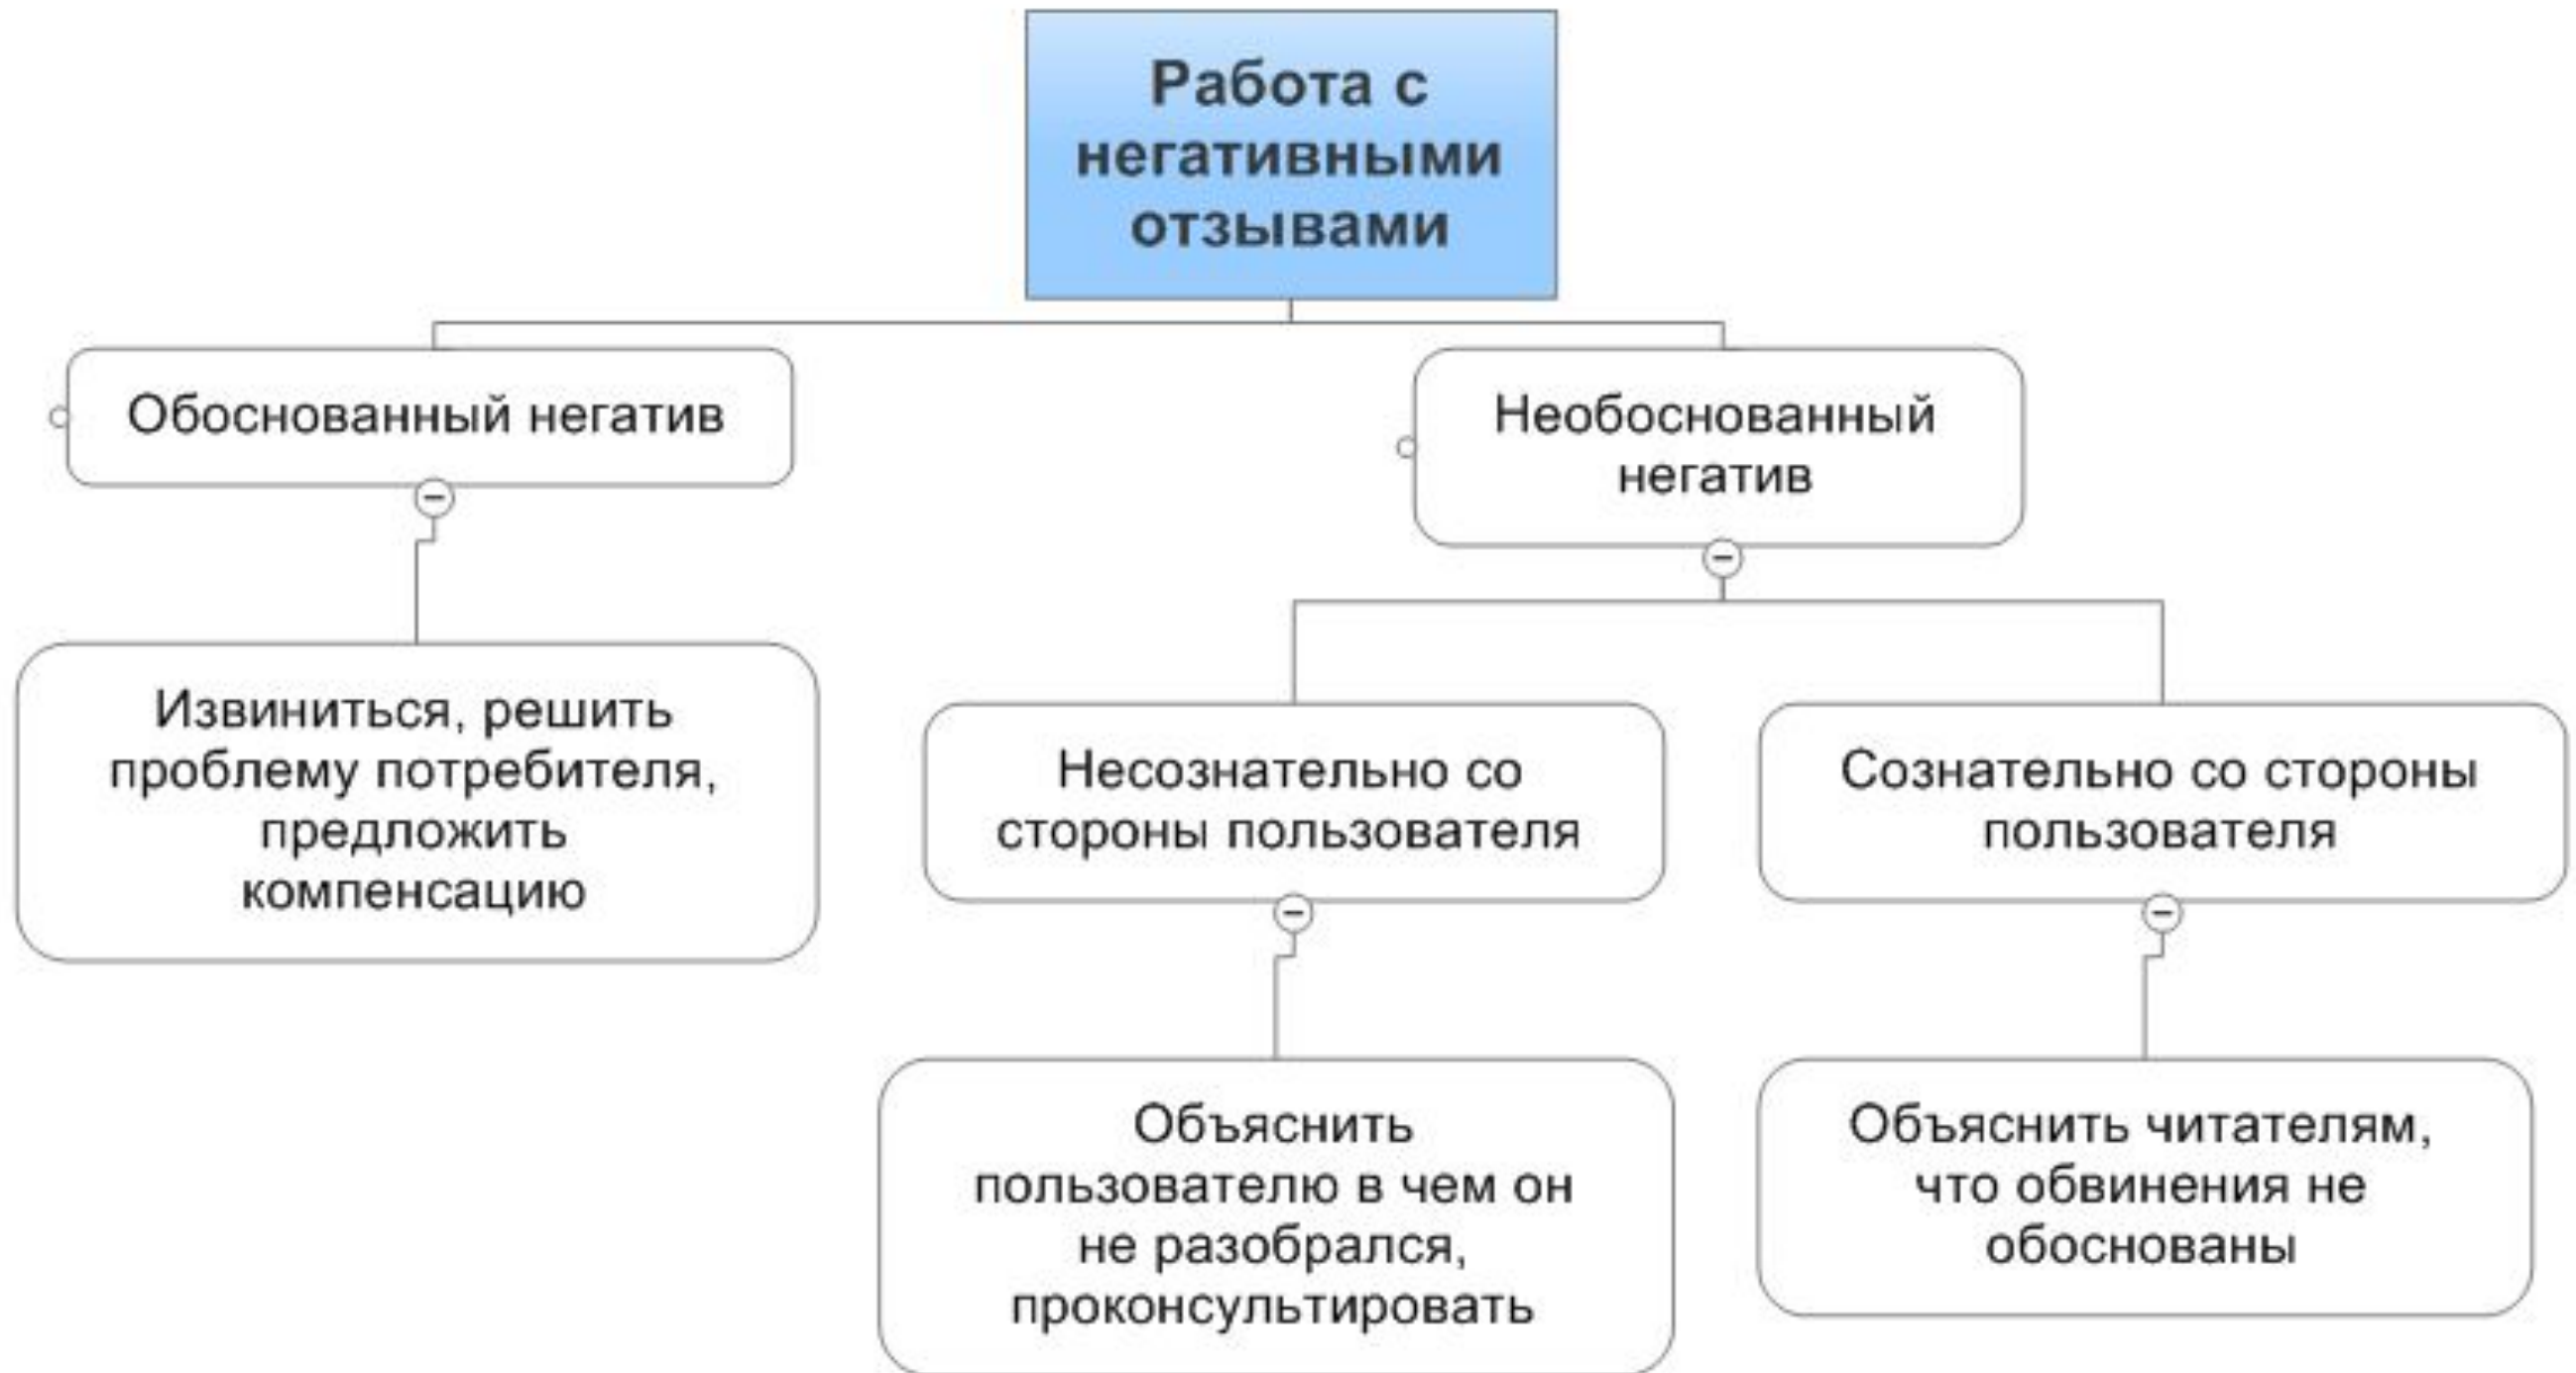 Работа с
негативными
отзывами
Обоснованный негатив
Необоснованный
негатив
Извиниться, решить
проблему потребителя,
предложить
компенсацию
Несознательно со
стороны пользователя
Сознательно со стороны
пользователя
Объяснить
пользователю в чем он
не разобрался,
проконсультировать
Объяснить читателям,
что обвинения не
обоснованы